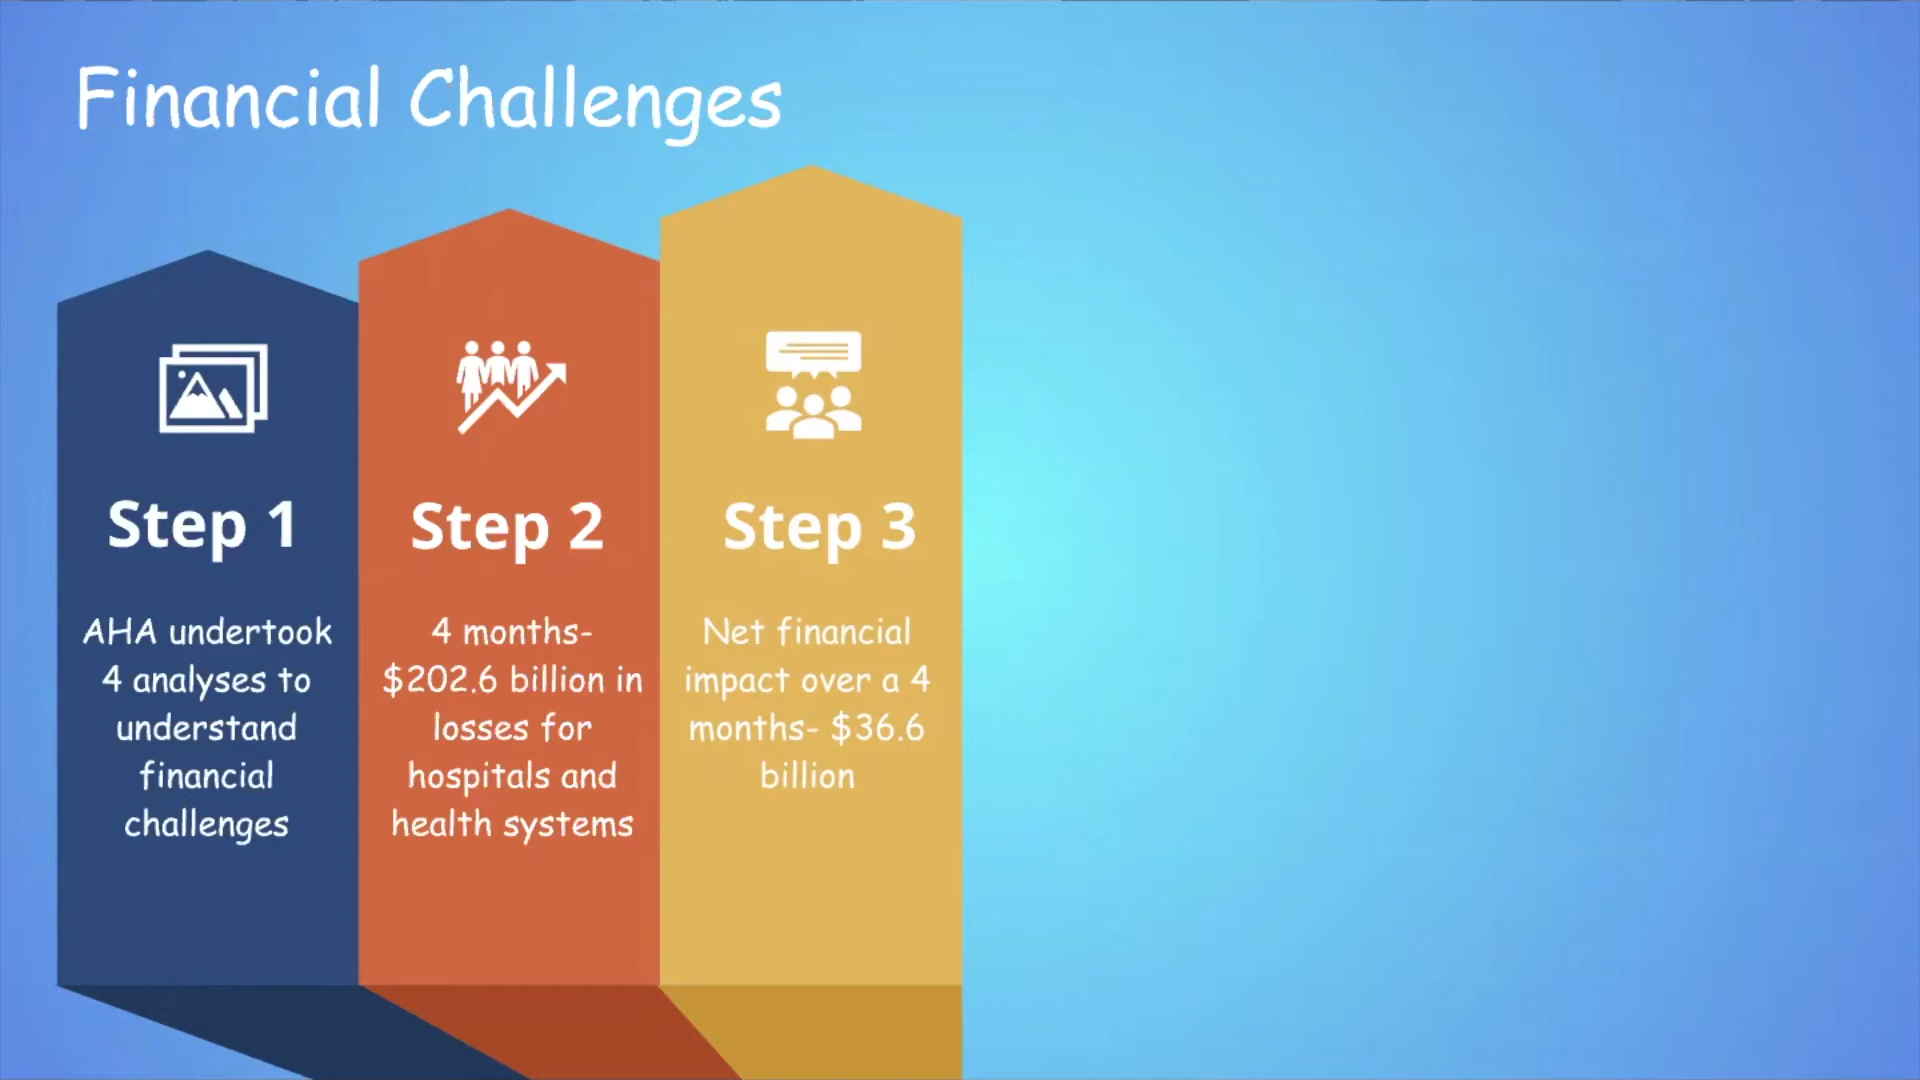 Financial Challenges
Step 1
AHA undertook
4 analyses to
understand
financial
challenges
Step 2
4 months-
$202.6 billion in
losses for
hospitals and
health systems
Step 3
Net financial
impact over a 4
months- $36.6
billion